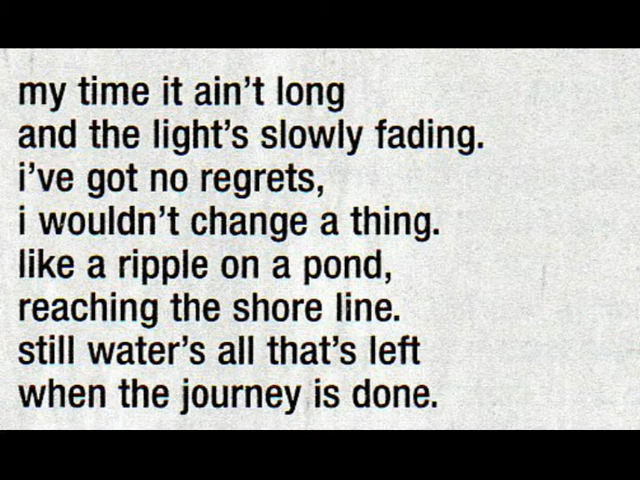 my time it ain't long
and the light's slowly fading.
i've got no regrets,
i wouldn't change a thing.
like a ripple on a pond,
reaching the shore line.
still water's all that's left
when the journey is done.